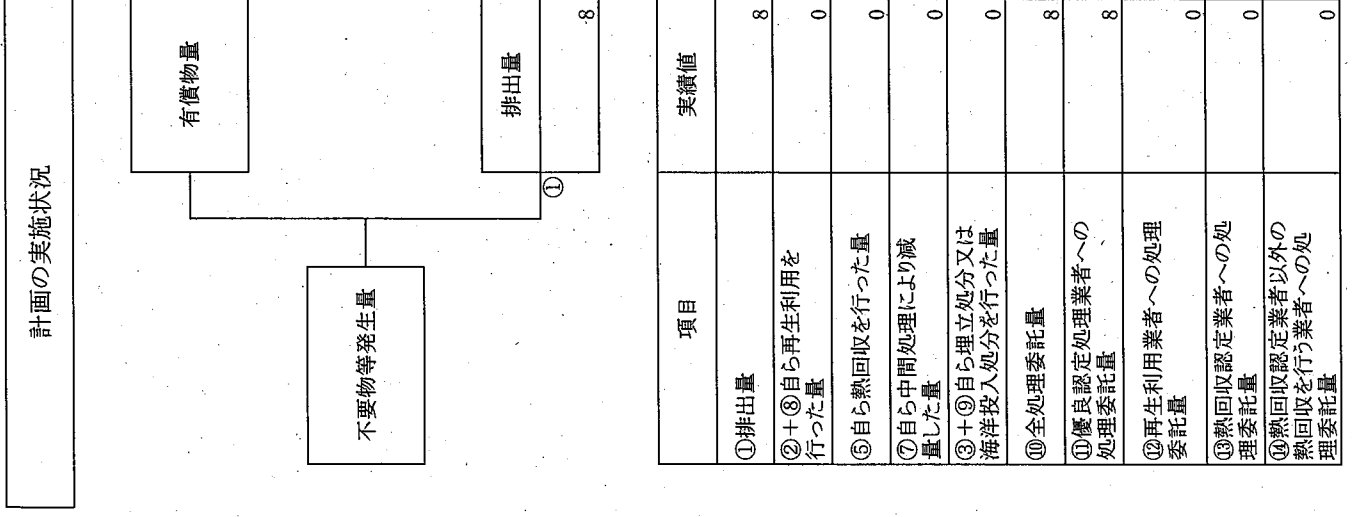 計画の実施状況
有償物量
不要物等発生量
排出量
①
8
項目 実績値
①排出量 8
②+⑧自ら再生利用を
行った量 0
⑤自ら熱回収を行った量 0
⑦自ら中間処理により減
量した量 0
③+⑨自ら埋立処分又は
海洋投入処分を行った量 0
⑩全処理委託量 8
⑪優良認定処理業者への
処理委託量 8
⑫再生利用業者への処理
委託量 0
⑬熱回収認定業者への処
理委託量 0
⑭熱回収認定業者以外の
熱回収を行う業者への処
理委託量 0